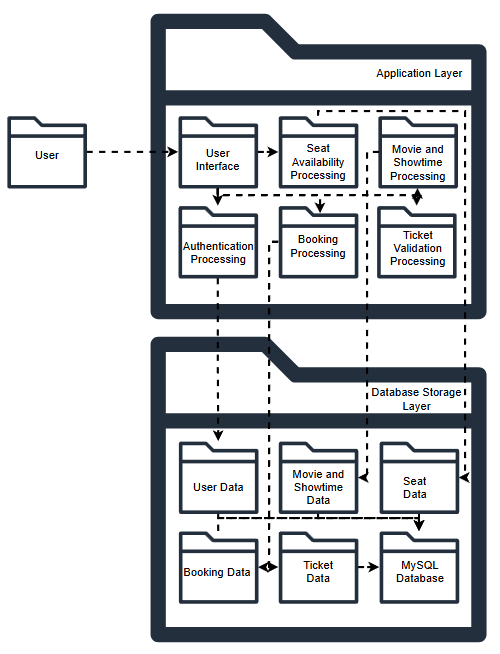 Application Layer
User
User
Interface
Seat
Availability
Processing
Movie and
Showtime
Processing
Authentication
Processing
Booking
Processing
Ticket
Validation
Processing
Database Storage
Layer
User Data
Movie and
Showtime
Data
Seat
Data
Booking Data
Ticket
Data
MySQL
Database